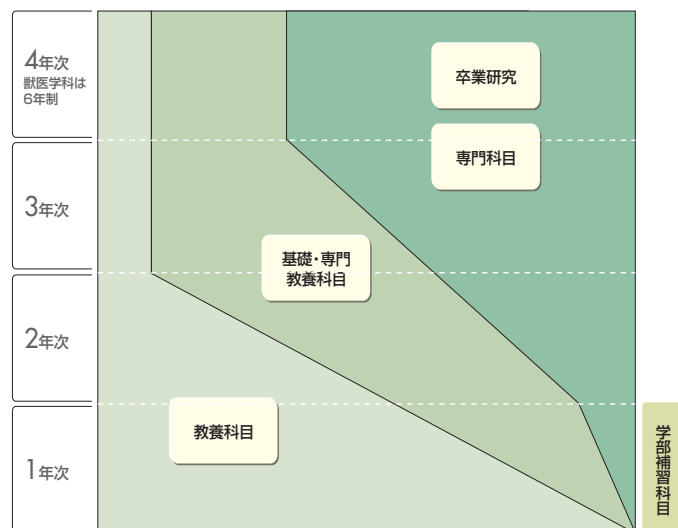 4年次
獣医学科は
6年制
3年次
2年次
1年次
卒業研究
専門科目
基礎・専門
教養科目
教養科目
学部補習科目